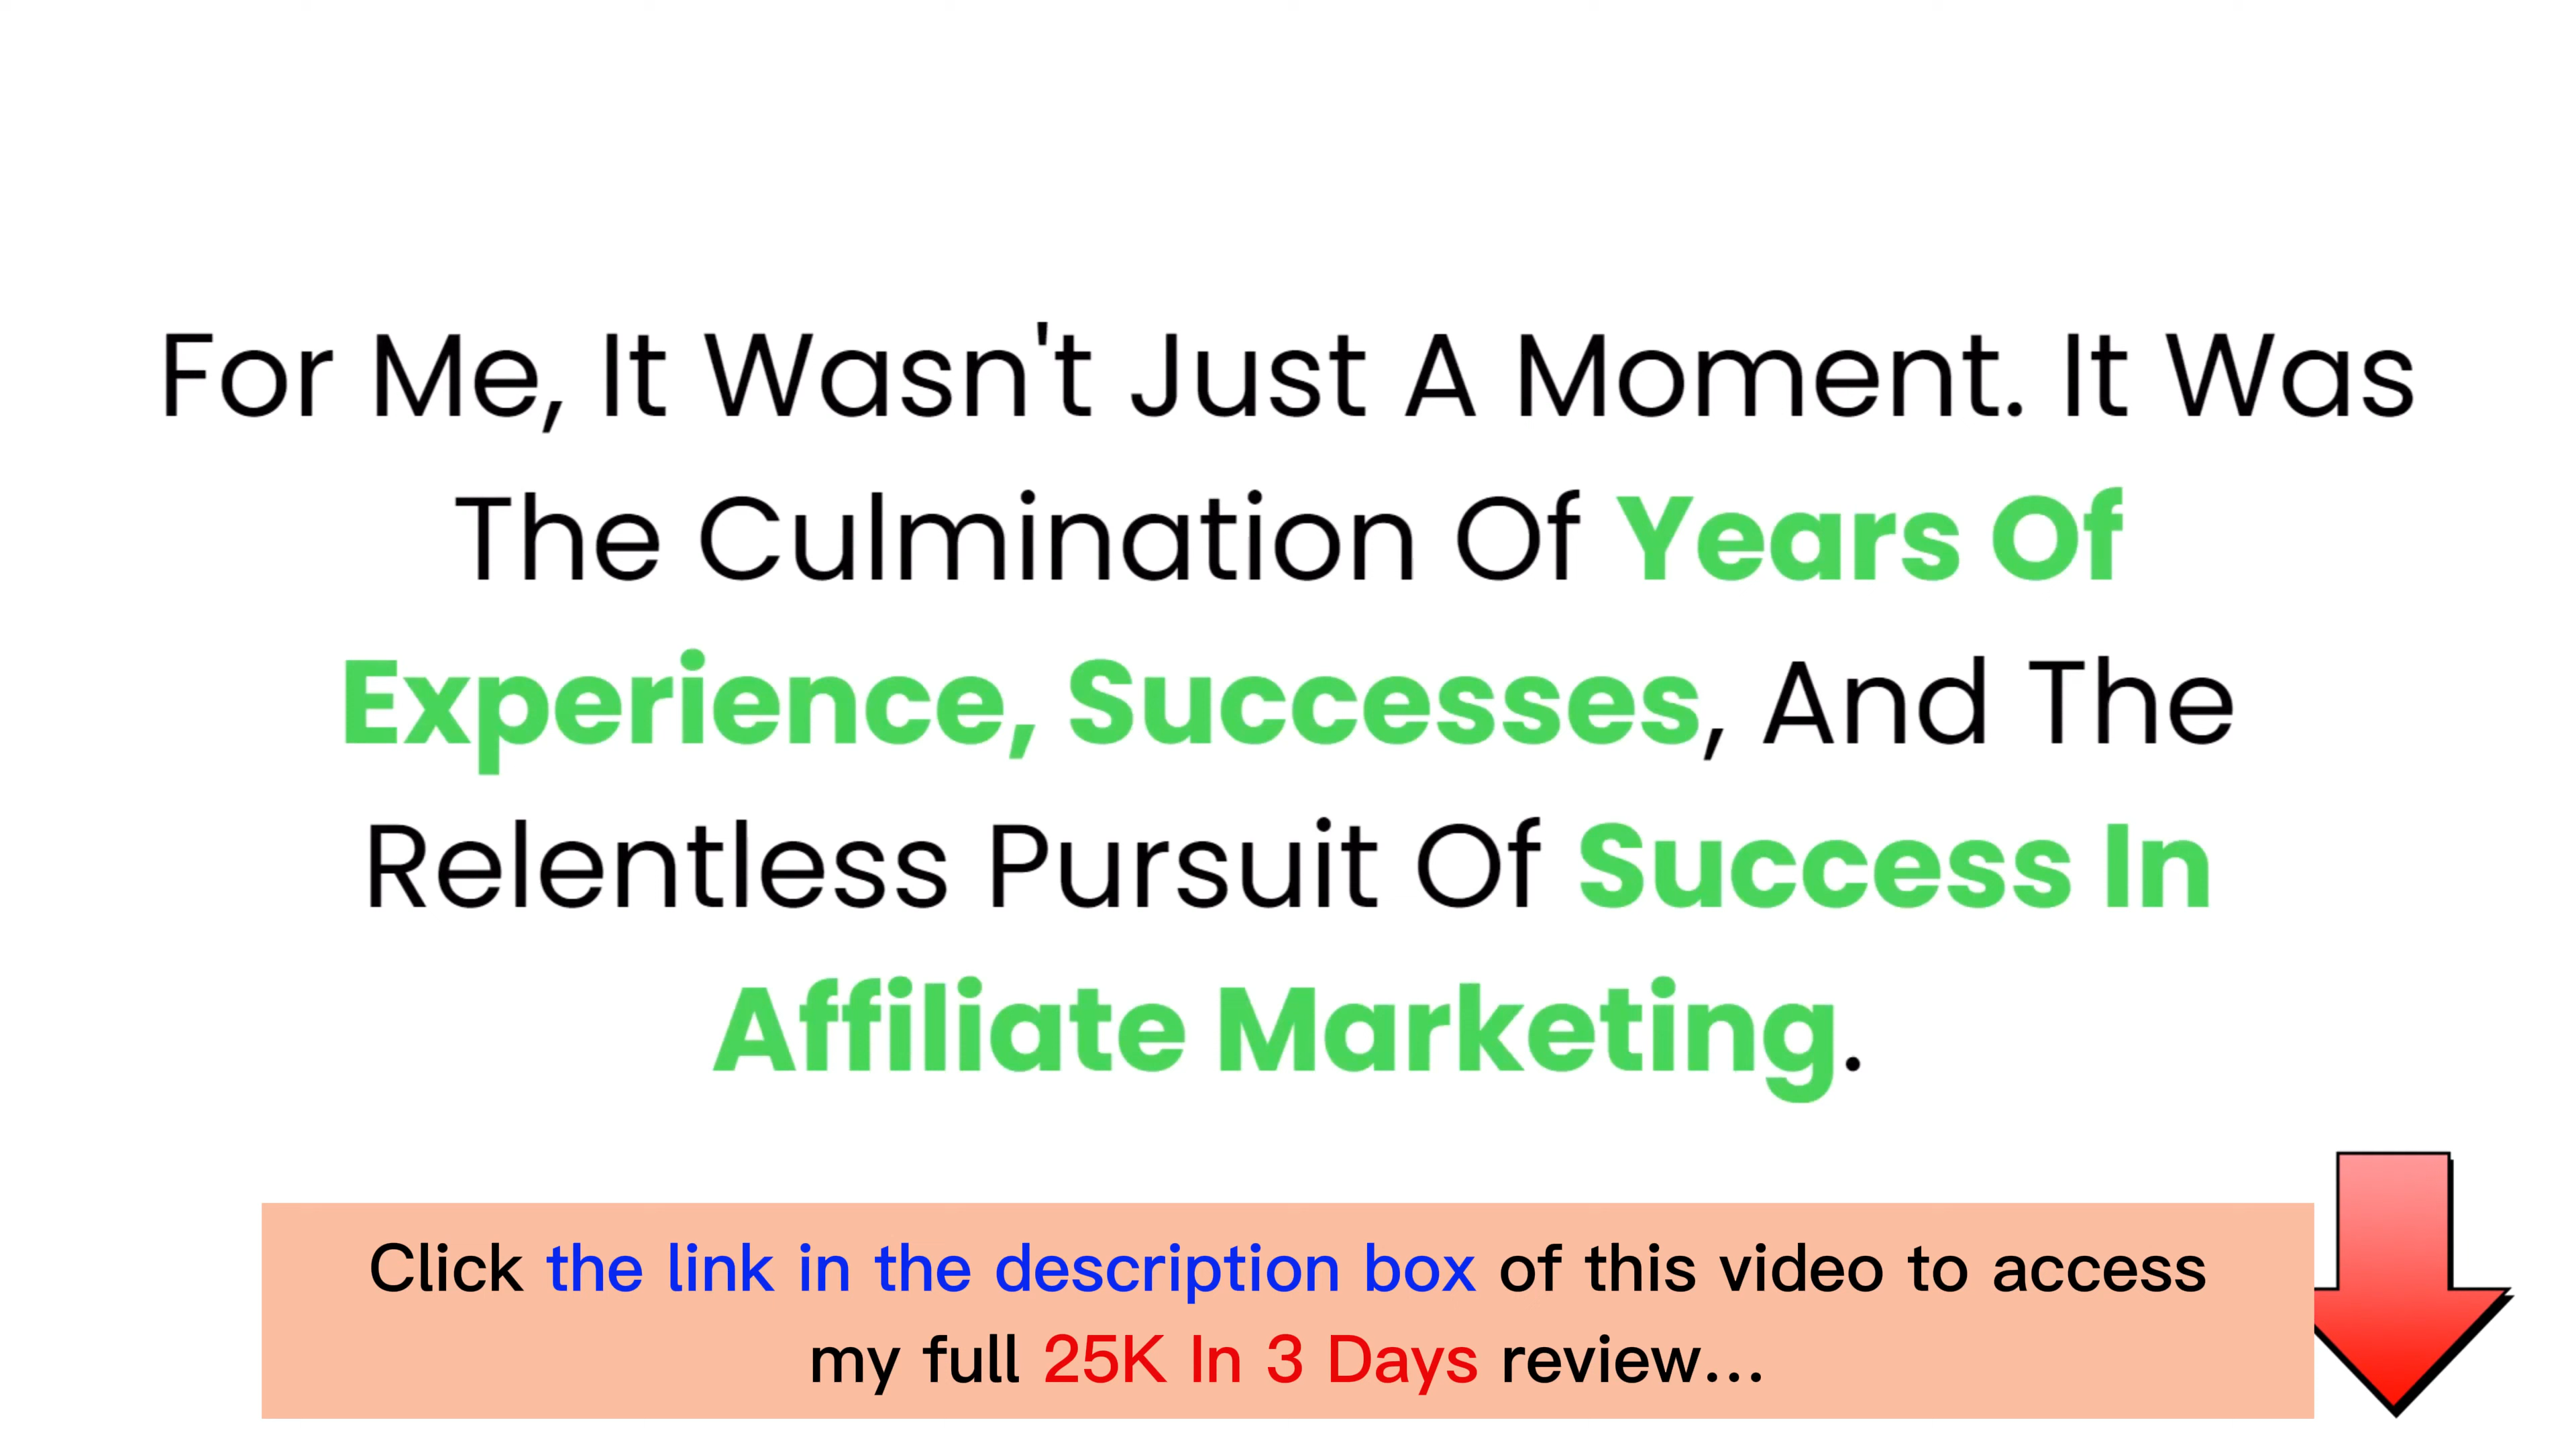 For Me, It Wasn't Just A Moment. It Was
The Culmination Of Years Of
Experience, Successes, And The
Relentless Pursuit Of Success In
Affiliate Marketing.
Click the link in the description box of this video to access
my full 25K In 3 Days review...